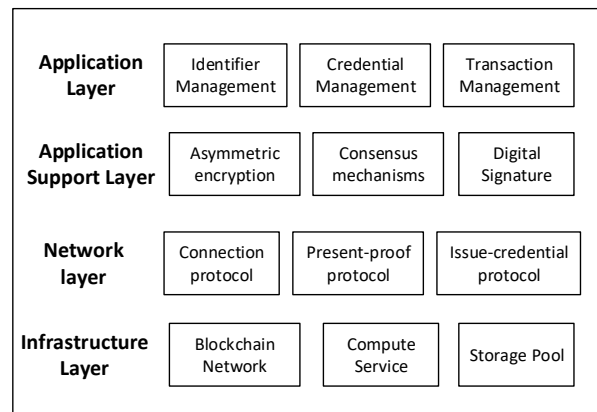 Application
Layer
Identifier
Management
Credential
Management
Transaction
Management
Application
Support Layer
Asymmetric
encryption
Consensus
mechanisms
Digital
Signature
Network
layer
Connection
protocol
Present-proof
protocol
Issue-credential
protocol
Infrastructure
Layer
Blockchain
Network
Compute
Service
Storage Pool